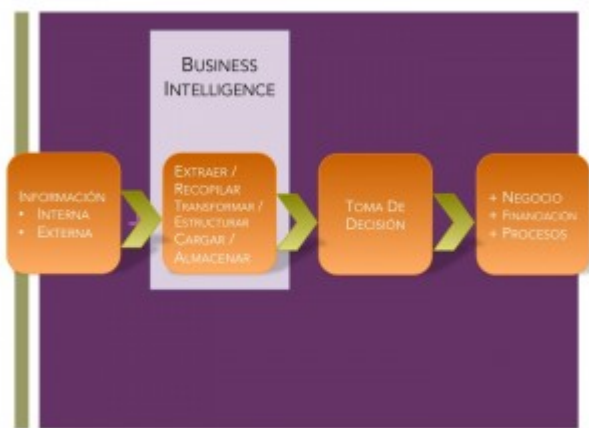 BUSINESS
INTELLIGENCE
INFORMACIÓN
• INTERNA
• EXTERNA
EXTRAER /
RECOPILAR
TRANSFORMAR /
ESTRUCTURAR
CARGAR /
ALMACENAR
TOMA DE
DECISIÓN
+ NEGOCIO
+ FINANCIACIÓN
+ PROCESOS